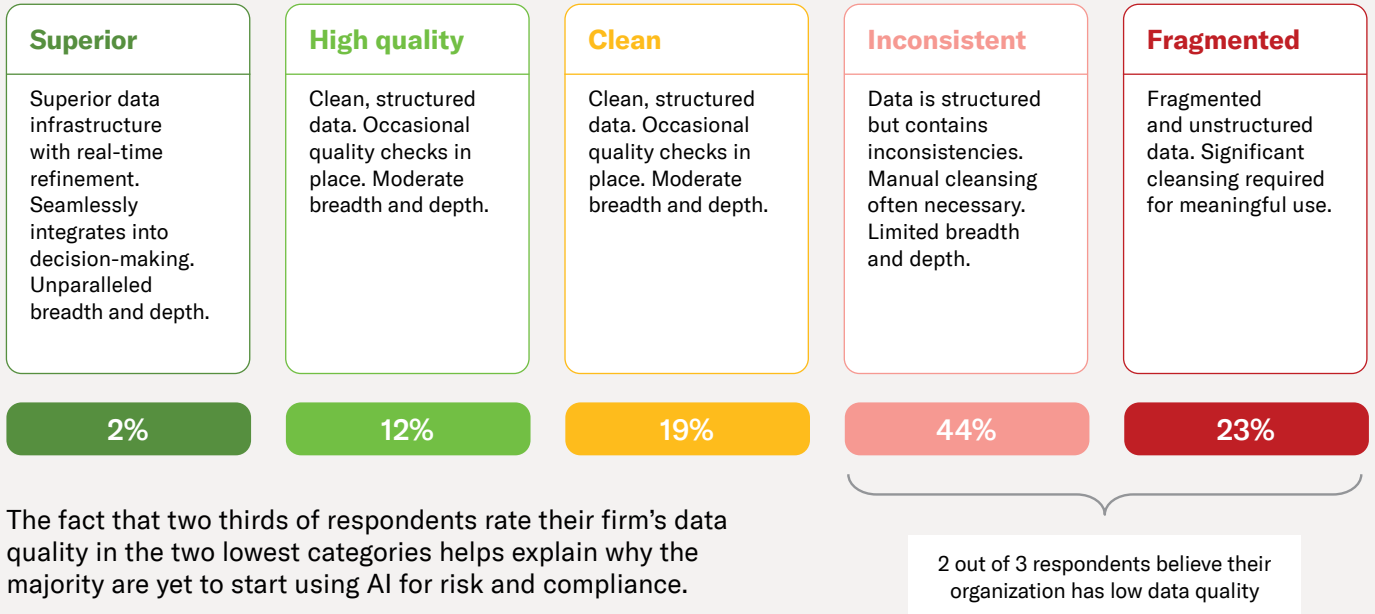 Superior
Superior data
infrastructure
with real-time
refinement.
Seamlessly
integrates into
decision-making.
Unparalleled
breadth and depth.
2%
High quality
Clean, structured
data. Occasional
quality checks in
place. Moderate
breadth and depth.
12%
Clean
Clean, structured
data. Occasional
quality checks in
place. Moderate
breadth and depth.
19%
Inconsistent
Data is structured
but contains
inconsistencies.
Manual cleansing
often necessary.
Limited breadth
and depth.
44%
Fragmented
Fragmented
and unstructured
data. Significant
cleansing required
for meaningful use.
23%
The fact that two thirds of respondents rate their firm’s data
quality in the two lowest categories helps explain why the
majority are yet to start using AI for risk and compliance.
2 out of 3 respondents believe their
organization has low data quality